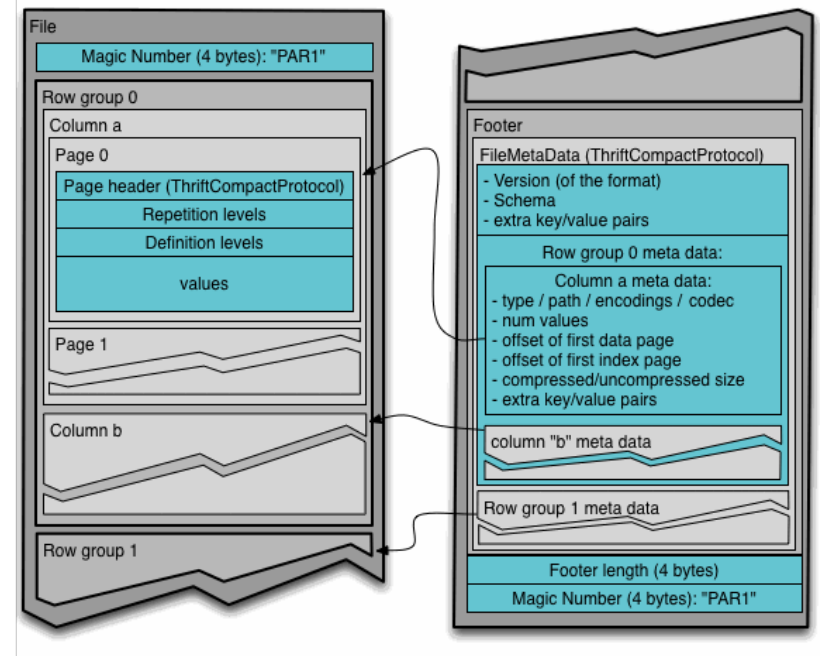 File
Magic Number (4 bytes): "PAR1"
Row group 0
Column a
Page 0
Page header (ThriftCompactProtocol)
Repetition levels
Definition levels
values
Page 1
Column b
Row group 1
Footer
FileMetaData (ThriftCompactProtocol)
- Version (of the format)
- Schema
- extra key/value pairs
Row group 0 meta data:
Column a meta data:
- type / path / encodings / codec
- num values
- offset of first data page
- offset of first index page
- compressed/uncompressed size
- extra key/value pairs
column "b" meta data
Row group 1 meta data
Footer length (4 bytes)
Magic Number (4 bytes): "PAR1"